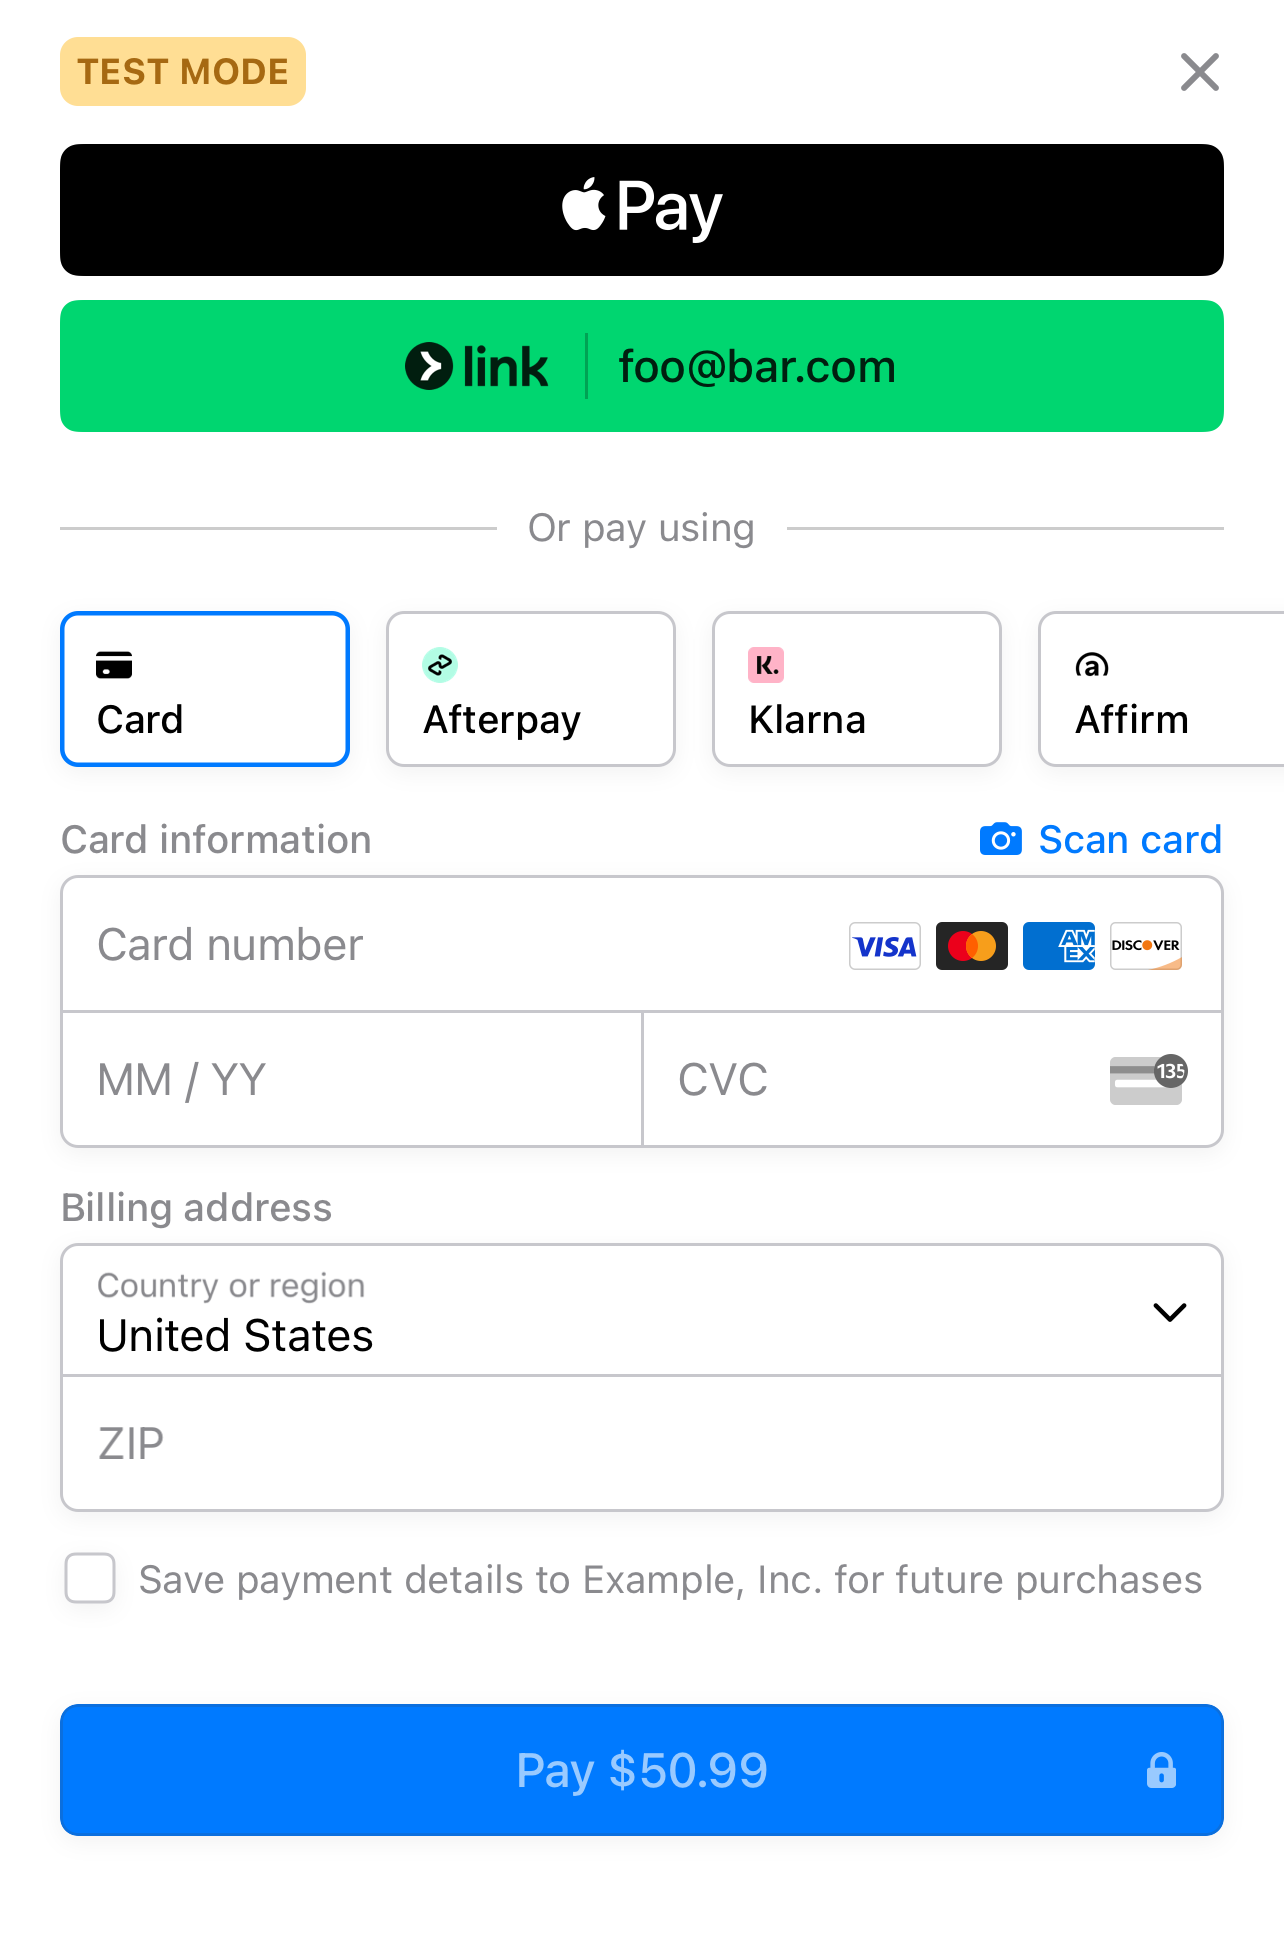 TEST MODE
Pay
link foo@bar.com
Or pay using
Card
Afterpay
K.
Klarna
a
Affirm
Card information
Scan card
Card number
VISA
AM
EX
DISCOVER
MM / YY
CVC
135
Billing address
Country or region
United States
ZIP
Save payment details to Example, Inc. for future purchases
Pay $50.99